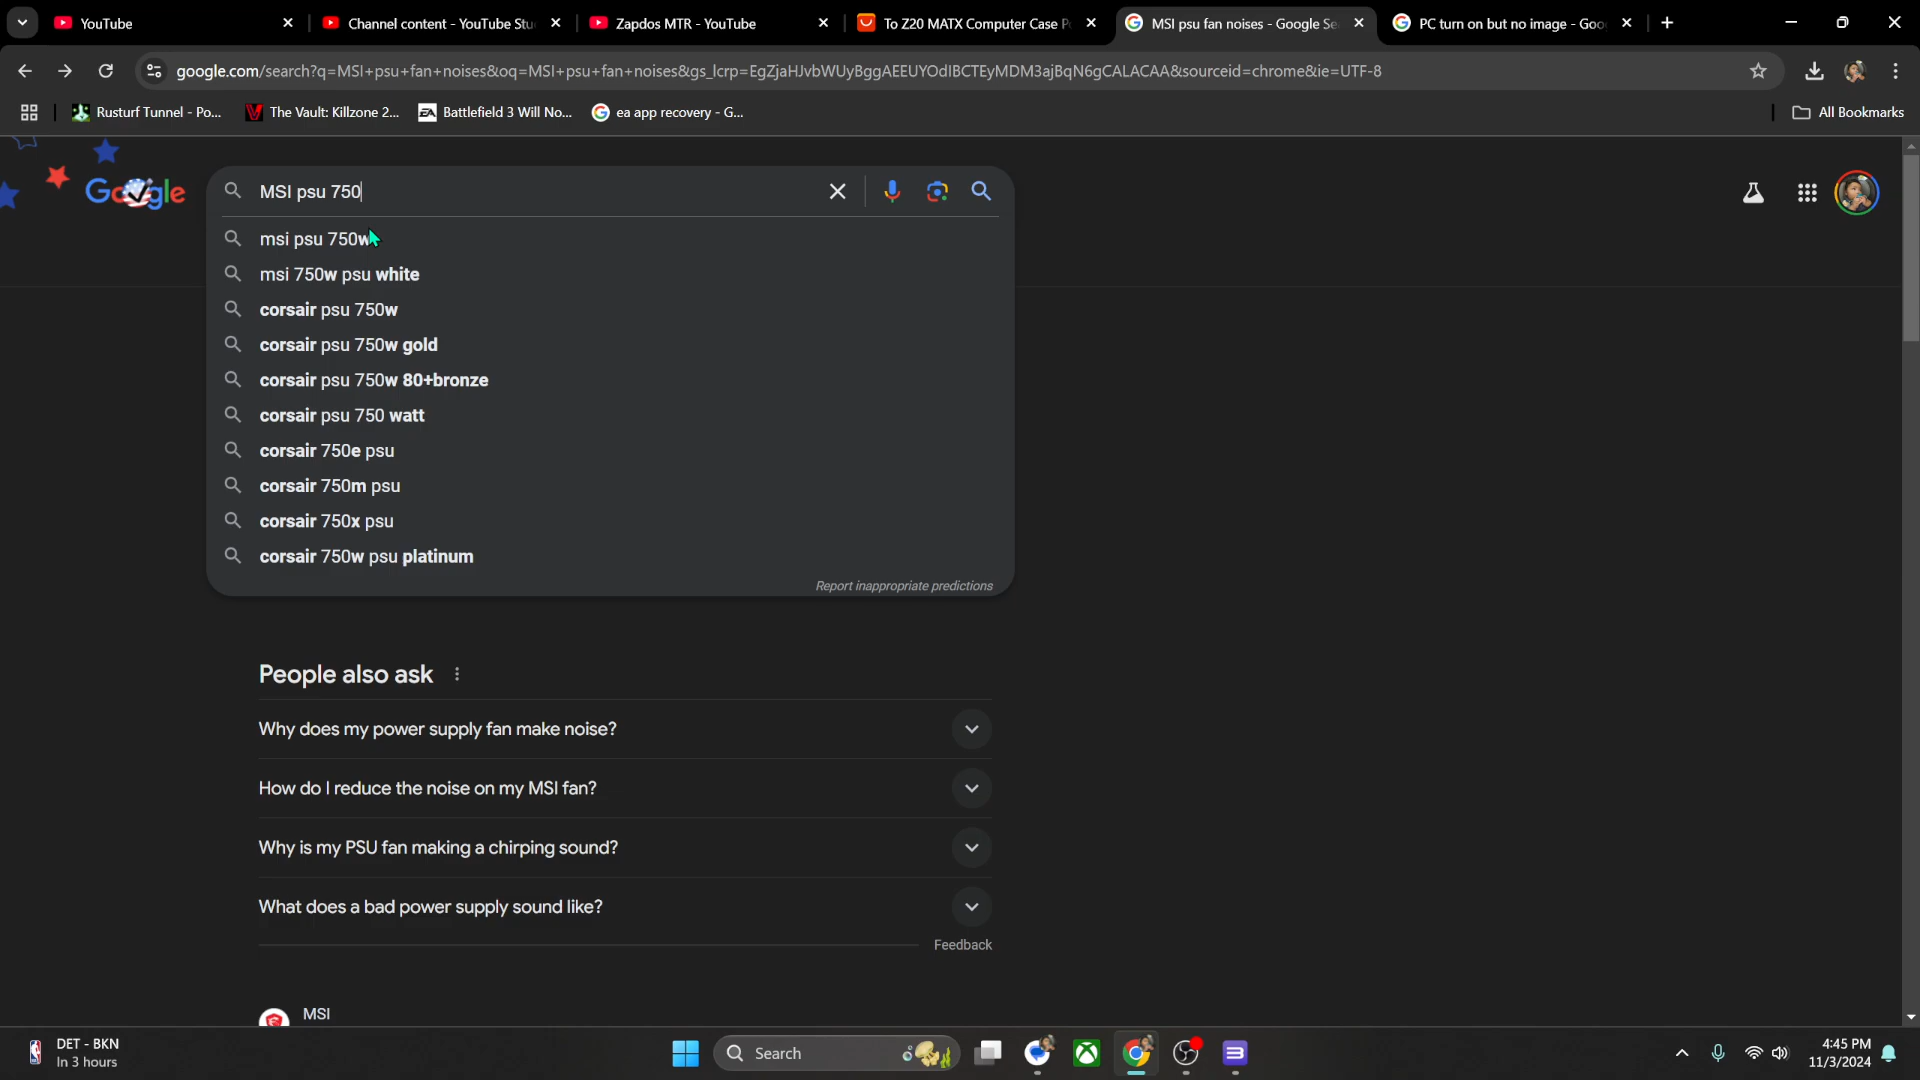 YouTube
Channel content - YouTube Stu
Zapdos MTR - YouTube
To Z20 MATX Computer Case P
MSI psu fan noises - Google Se
PC turn on but no image - Goo
google.com/search?q=MSI+psu+fan+noises&oq=MSI+psu+fan+noises&gs_lcrp=EgZjaHJvbWUyBggAEEUYOdIBCTEyMDM3ajBqN6gCALACAA&sourceid=chrome&ie=UTF-8
Rusturf Tunnel - Po...
The Vault: Killzone 2...
Battlefield 3 Will No...
ea app recovery - G...
All Bookmarks
Google
MSI psu 750
msi psu 750w
msi 750w psu white
corsair psu 750w
corsair psu 750w gold
corsair psu 750w 80+bronze
corsair psu 750 watt
corsair 750e psu
corsair 750m psu
corsair 750x psu
corsair 750w psu platinum
Report inappropriate predictions
People also ask
Why does my power supply fan make noise?
How do I reduce the noise on my MSI fan?
Why is my PSU fan making a chirping sound?
What does a bad power supply sound like?
Feedback
MSI
DET - BKN
In 3 hours
Search
4:45 PM
11/3/2024